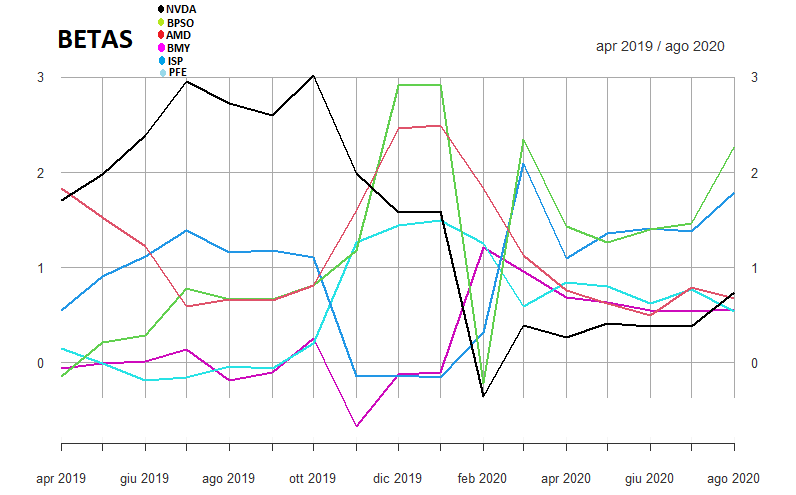 BETAS
NVDA
BPSO
AMD
BMY
ISP
PFE
apr 2019 / ago 2020
3 3
2 2
1 1
0 0
apr 2019 giu 2019 ago 2019 ott 2019 dic 2019 feb 2020 apr 2020 giu 2020 ago 2020